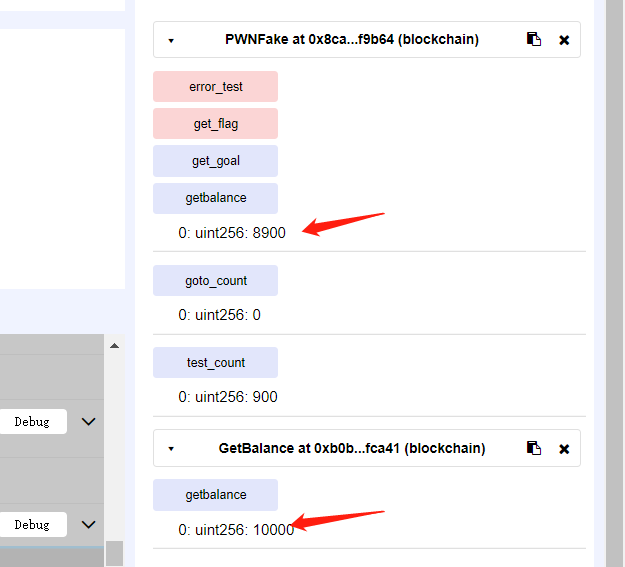 PWNFake at 0x8ca...f9b64 (blockchain)
error_test
get_flag
get_goal
getbalance
0: uint256: 8900
goto_count
0: uint256: 0
test_count
0: uint256: 900
Debug
GetBalance at 0xb0b...fca41 (blockchain)
getbalance
Debug
0: uint256: 10000